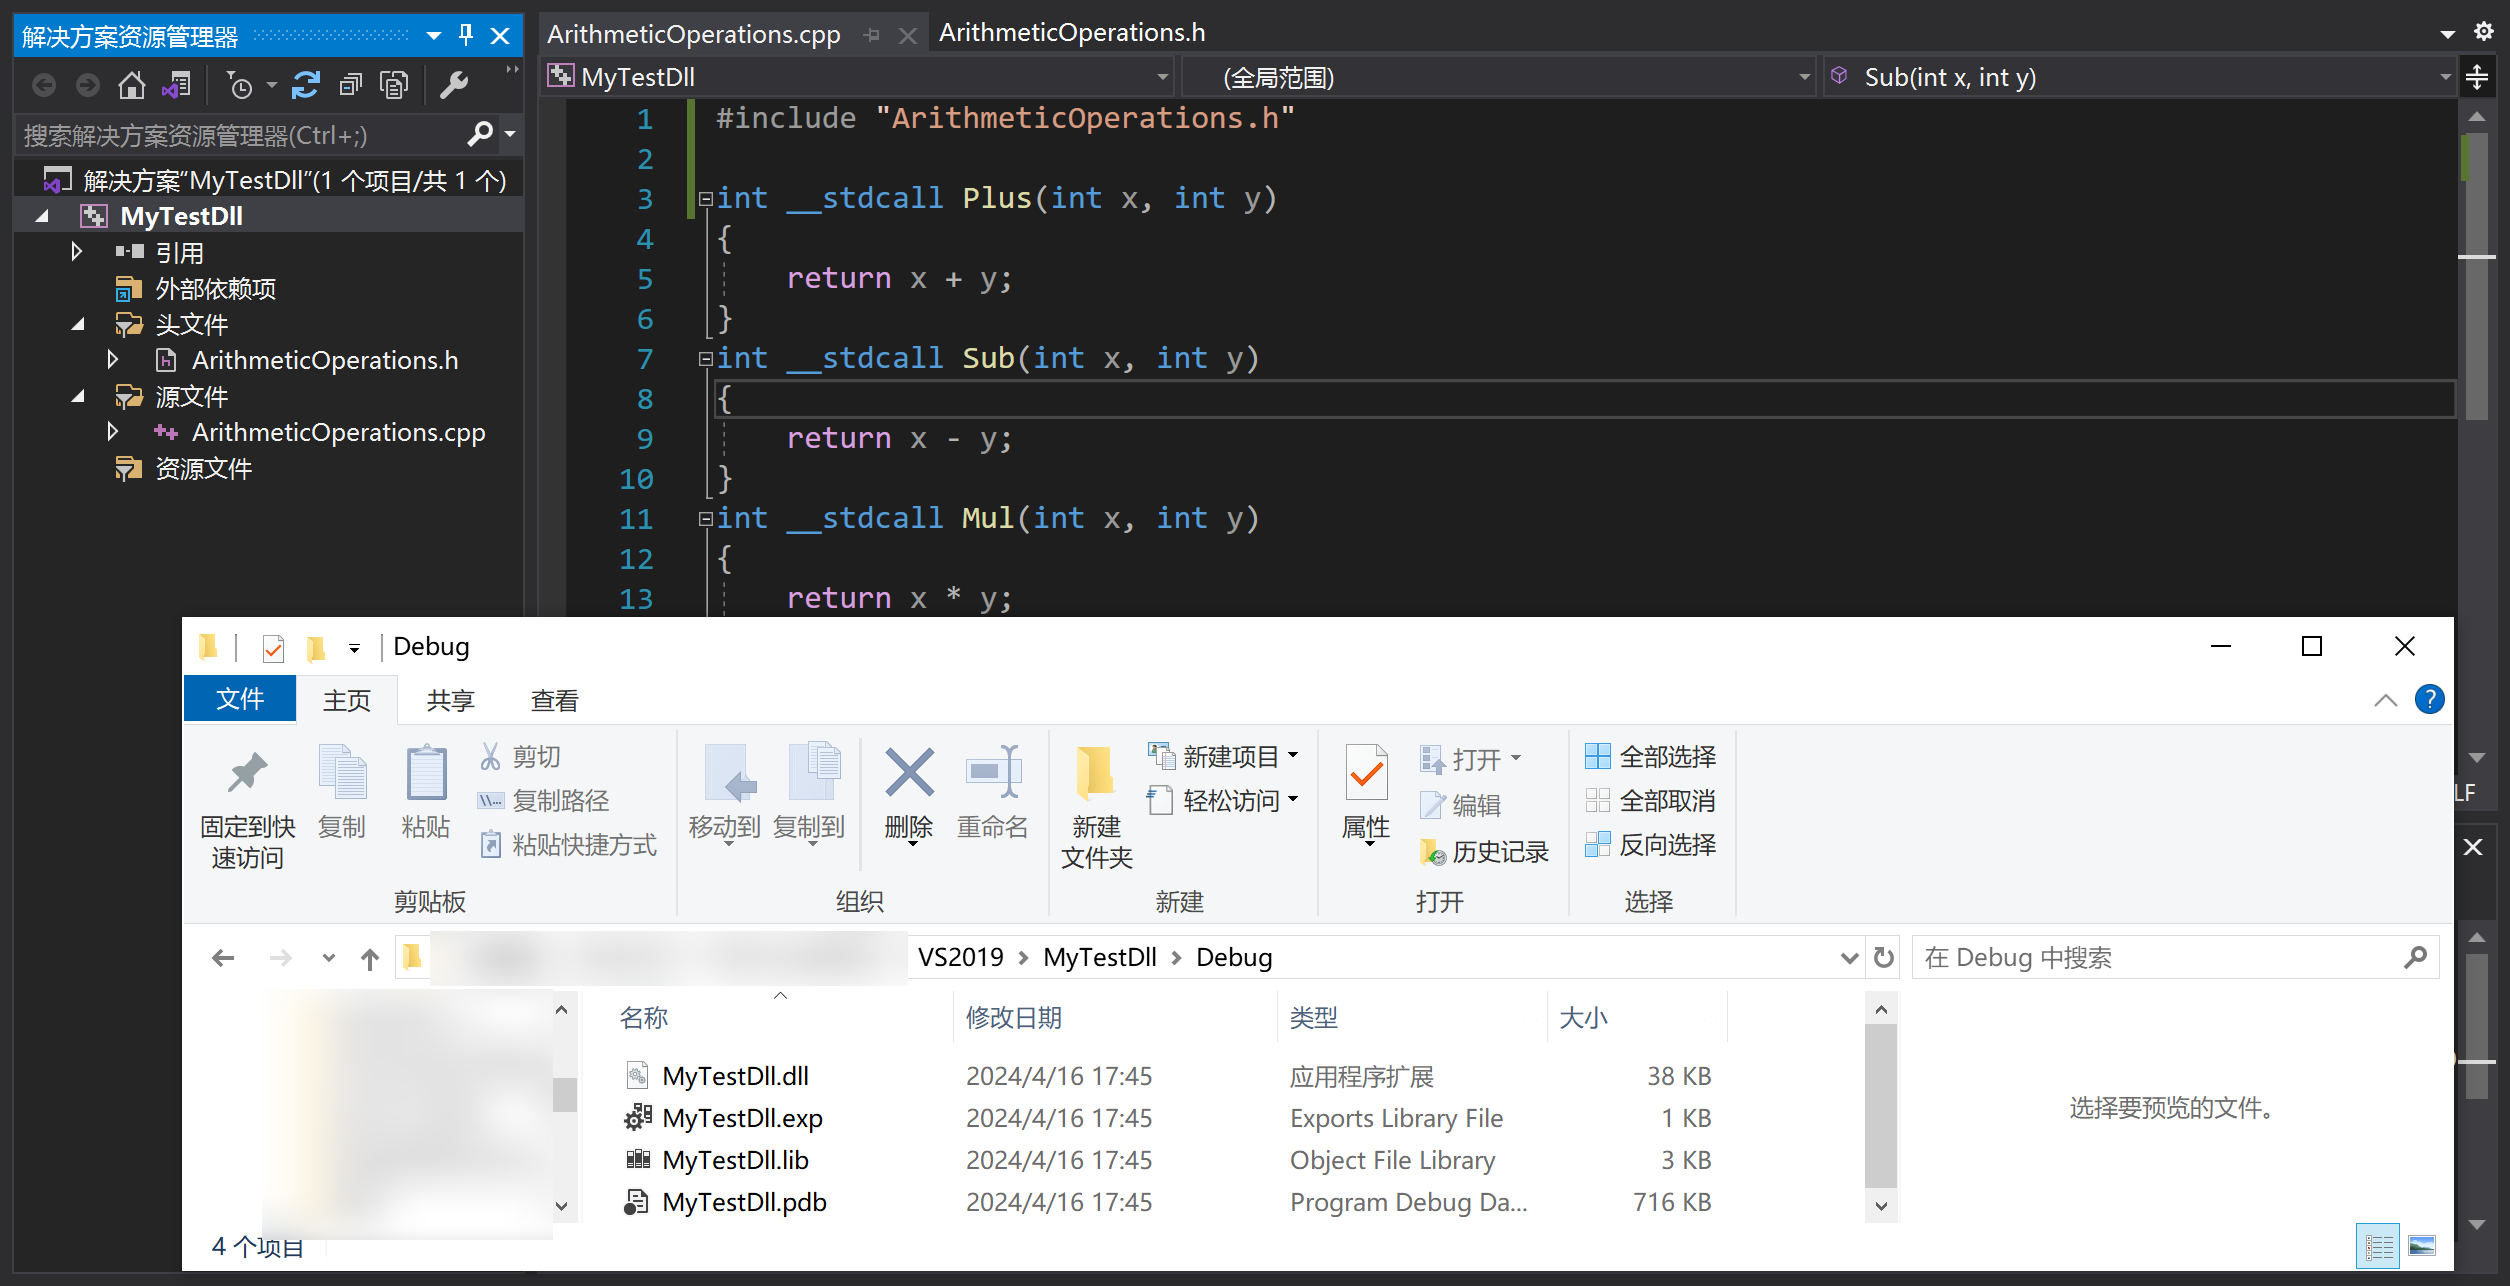 解决方案资源管理器
搜索解决方案资源管理器(Ctrl+;)
解决方案“MyTestDll”(1 个项目/共 1 个)
MyTestDll
引用
外部依赖项
头文件
ArithmeticOperations.h
源文件
ArithmeticOperations.cpp
资源文件
ArithmeticOperations.cpp ArithmeticOperations.h
MyTestDll (全局范围) Sub(int x, int y)
1 #include "ArithmeticOperations.h"
2
3 int __stdcall Plus(int x, int y)
4 {
5 return x + y;
6 }
7 int __stdcall Sub(int x, int y)
8 {
9 return x - y;
10 }
11 int __stdcall Mul(int x, int y)
12 {
13 return x * y;
LF
Debug
文件 主页 共享 查看
固定到快
速访问
复制
粘贴
剪切
复制路径
粘贴快捷方式
剪贴板
移动到
复制到
删除
重命名
组织
新建
文件夹
新建项目
轻松访问
新建
属性
打开
编辑
历史记录
打开
全部选择
全部取消
反向选择
选择
VS2019 MyTestDll Debug
在 Debug 中搜索
名称 修改日期 类型 大小
MyTestDll.dll 2024/4/16 17:45 应用程序扩展 38 KB
MyTestDll.exp 2024/4/16 17:45 Exports Library File 1 KB
MyTestDll.lib 2024/4/16 17:45 Object File Library 3 KB
MyTestDll.pdb 2024/4/16 17:45 Program Debug Da... 716 KB
选择要预览的文件。
4 个项目